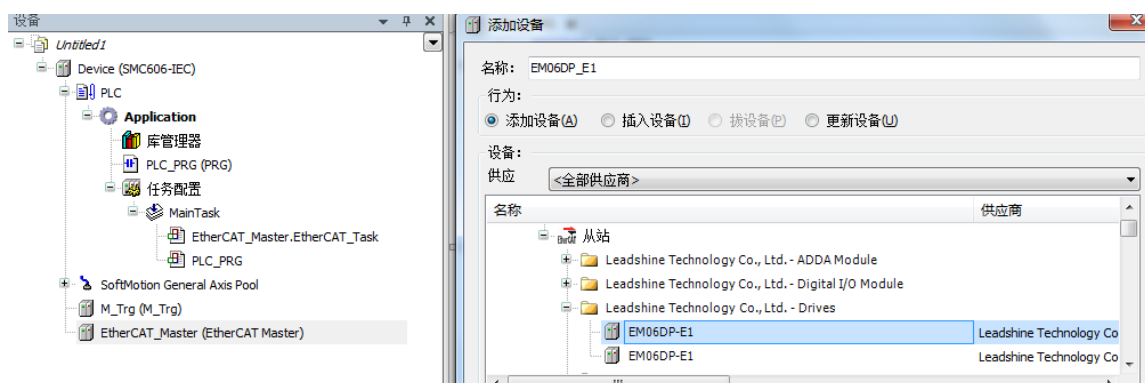 设备
Untitled1
Device (SMC606-IEC)
PLC
Application
库管理器
PLC_PRG (PRG)
任务配置
MainTask
EtherCAT_Master.EtherCAT_Task
PLC_PRG
SoftMotion General Axis Pool
M_Trg (M_Trg)
EtherCAT_Master (EtherCAT Master)
添加设备
名称: EM06DP_E1
行为:
添加设备(A) 插入设备(I) 拔设备(P) 更新设备(U)
设备:
供应 <全部供应商>
名称 供应商
从站
Leadshine Technology Co., Ltd. - ADDA Module
Leadshine Technology Co., Ltd. - Digital I/O Module
Leadshine Technology Co., Ltd. - Drives
EM06DP-E1 Leadshine Technology Co
EM06DP-E1 Leadshine Technology Co